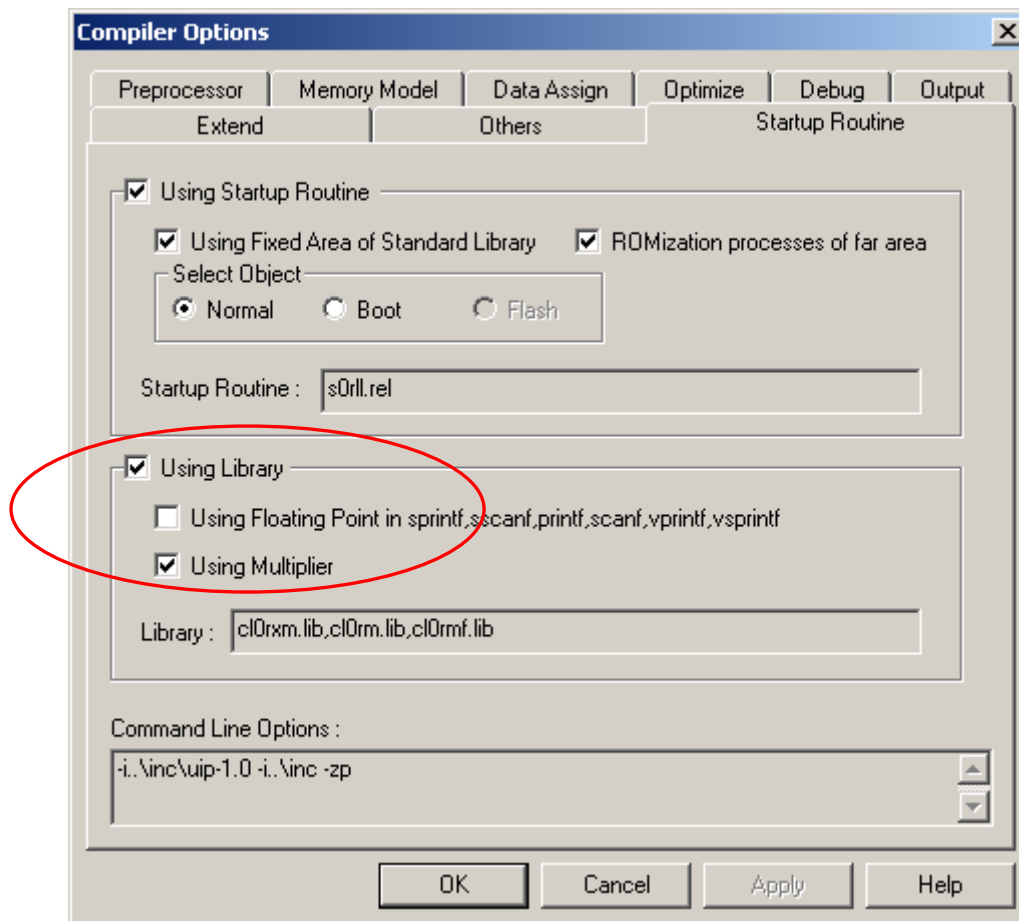 Compiler Options
Preprocessor Memory Model Data Assign Optimize Debug Output
Extend Others Startup Routine
Using Startup Routine
Using Fixed Area of Standard Library ROMization processes of far area
Select Object
Normal Boot Flash
Startup Routine : s0rll.rel
Using Library
Using Floating Point in sprintf,sscanf,printf,scanf,vprintf,vsprintf
Using Multiplier
Library : cl0rxm.lib,cl0rm.lib,cl0rmf.lib
Command Line Options :
-i..\inc\uip-1.0 -i..\inc -zp
OK Cancel Apply Help